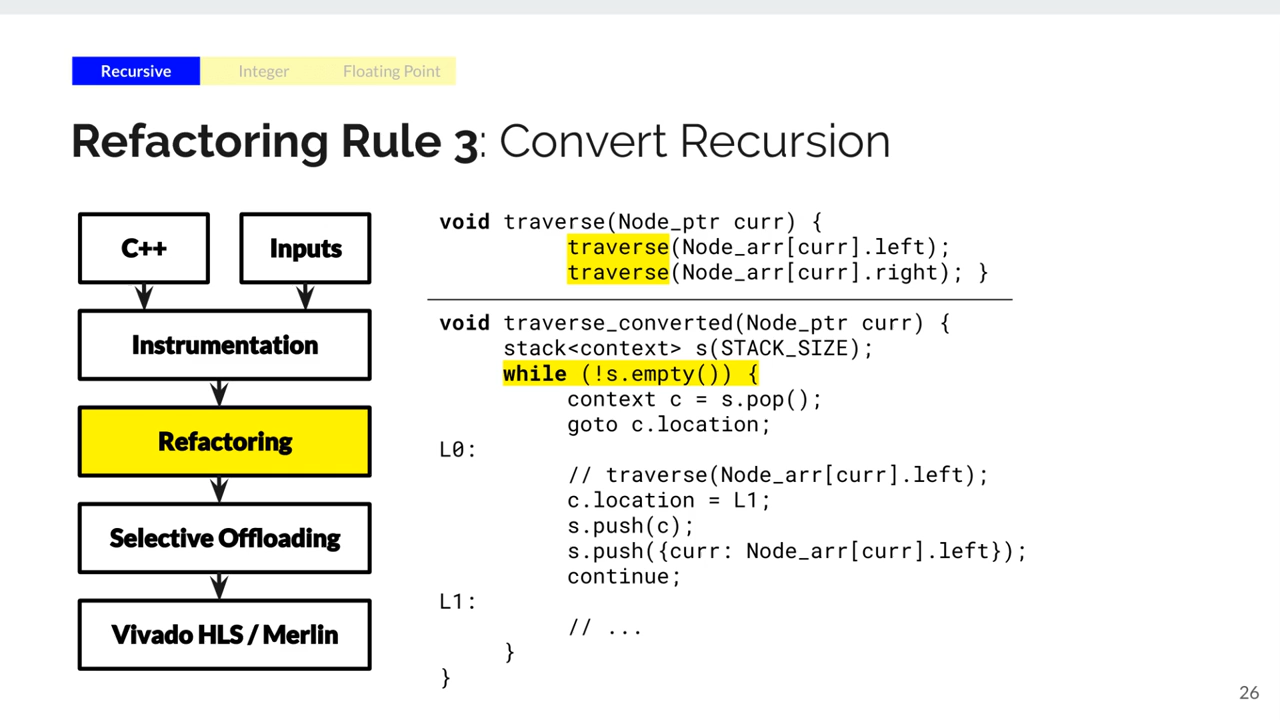 Recursive Integer Floating Point
Refactoring Rule 3: Convert Recursion
C++ Inputs
Instrumentation
Refactoring
Selective Offloading
Vivado HLS / Merlin
void traverse(Node_ptr curr) {
traverse(Node_arr[curr].left);
traverse(Node_arr[curr].right); }
void traverse_converted(Node_ptr curr) {
stack<context> s(STACK_SIZE);
while (!s.empty()) {
context c = s.pop();
goto c.location;
L0:
// traverse(Node_arr[curr].left);
c.location = L1;
s.push(c);
s.push({curr: Node_arr[curr].left});
continue;
L1:
// ...
}
}
26